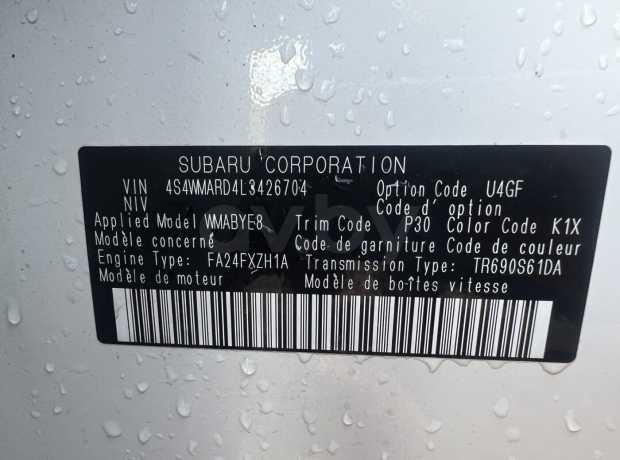 SUBARU CORPORATION
VIN 4S4WMARD4L3426704 Option Code U4GF
NIV Code d' option
Applied Model WMABYE8 Trim Code P30 Color Code K1X
Modèle concerné Code de garniture Code de couleur
Engine Type: FA24FXZH1A Transmission Type: TR690S61DA
Modèle de moteur Modèle de boîtes vitesse
av.by